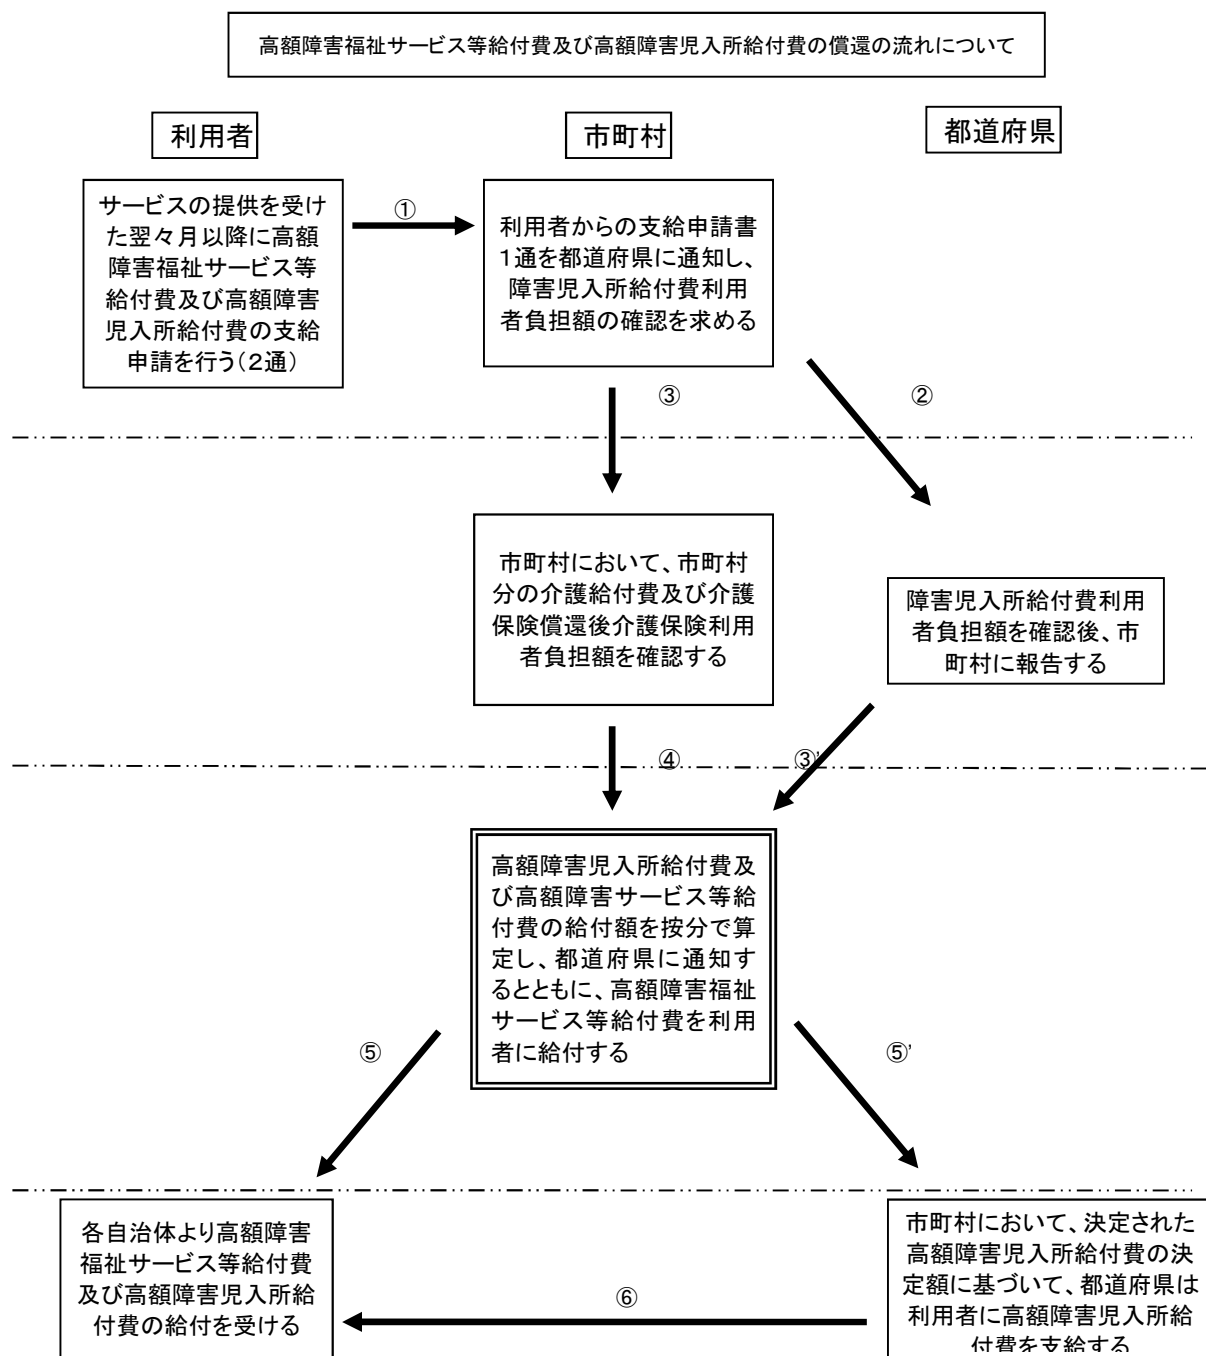 高額障害福祉サービス等給付費及び高額障害児入所給付費の償還の流れについて
利用者
市町村
都道府県
サービスの提供を受け
た翌々月以降に高額
障害福祉サービス等
給付費及び高額障害
児入所給付費の支給
申請を行う（２通）
①
利用者からの支給申請書
１通を都道府県に通知し、
障害児入所給付費利用
者負担額の確認を求める
③
②
市町村において、市町村
分の介護給付費及び介護
保険償還後介護保険利用
者負担額を確認する
障害児入所給付費利用
者負担額を確認後、市
町村に報告する
④
③’
高額障害児入所給付費及
び高額障害サービス等給
付費の給付額を按分で算
定し、都道府県に通知す
るとともに、高額障害福祉
サービス等給付費を利用
者に給付する
⑤
⑤’
各自治体より高額障害
福祉サービス等給付費
及び高額障害児入所給
付費の給付を受ける
⑥
市町村において、決定された
高額障害児入所給付費の決
定額に基づいて、都道府県は
利用者に高額障害児入所給
付費を支給する